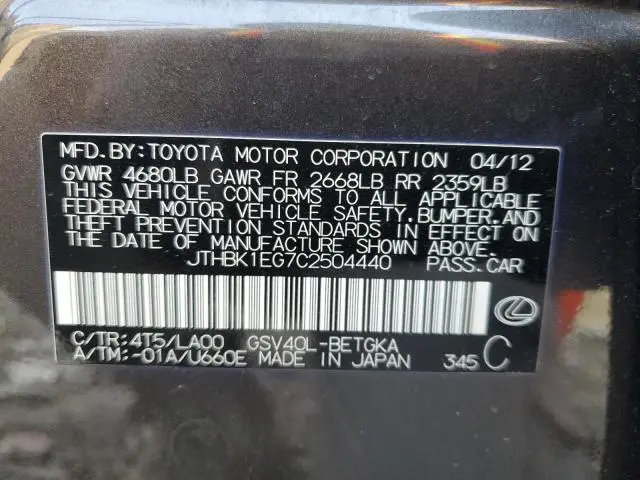 MFD.BY:TOYOTA MOTOR CORPORATION 04/12
GVWR 4680LB GAWR FR 2668LB RR 2359LB
THIS VEHICLE CONFORMS TO ALL APPLICABLE
FEDERAL MOTOR VEHICLE SAFETY,BUMPER,AND
THEFT PREVENTION STANDARDS IN EFFECT ON
THE DATE OF MANUFACTURE SHOWN ABOVE.
JTHBK1EG7C2504440 PASS.CAR
C/TR:4T5/LA00 GSV40L-BETGKA
A/TM:-01A/U660E MADE IN JAPAN 345 C